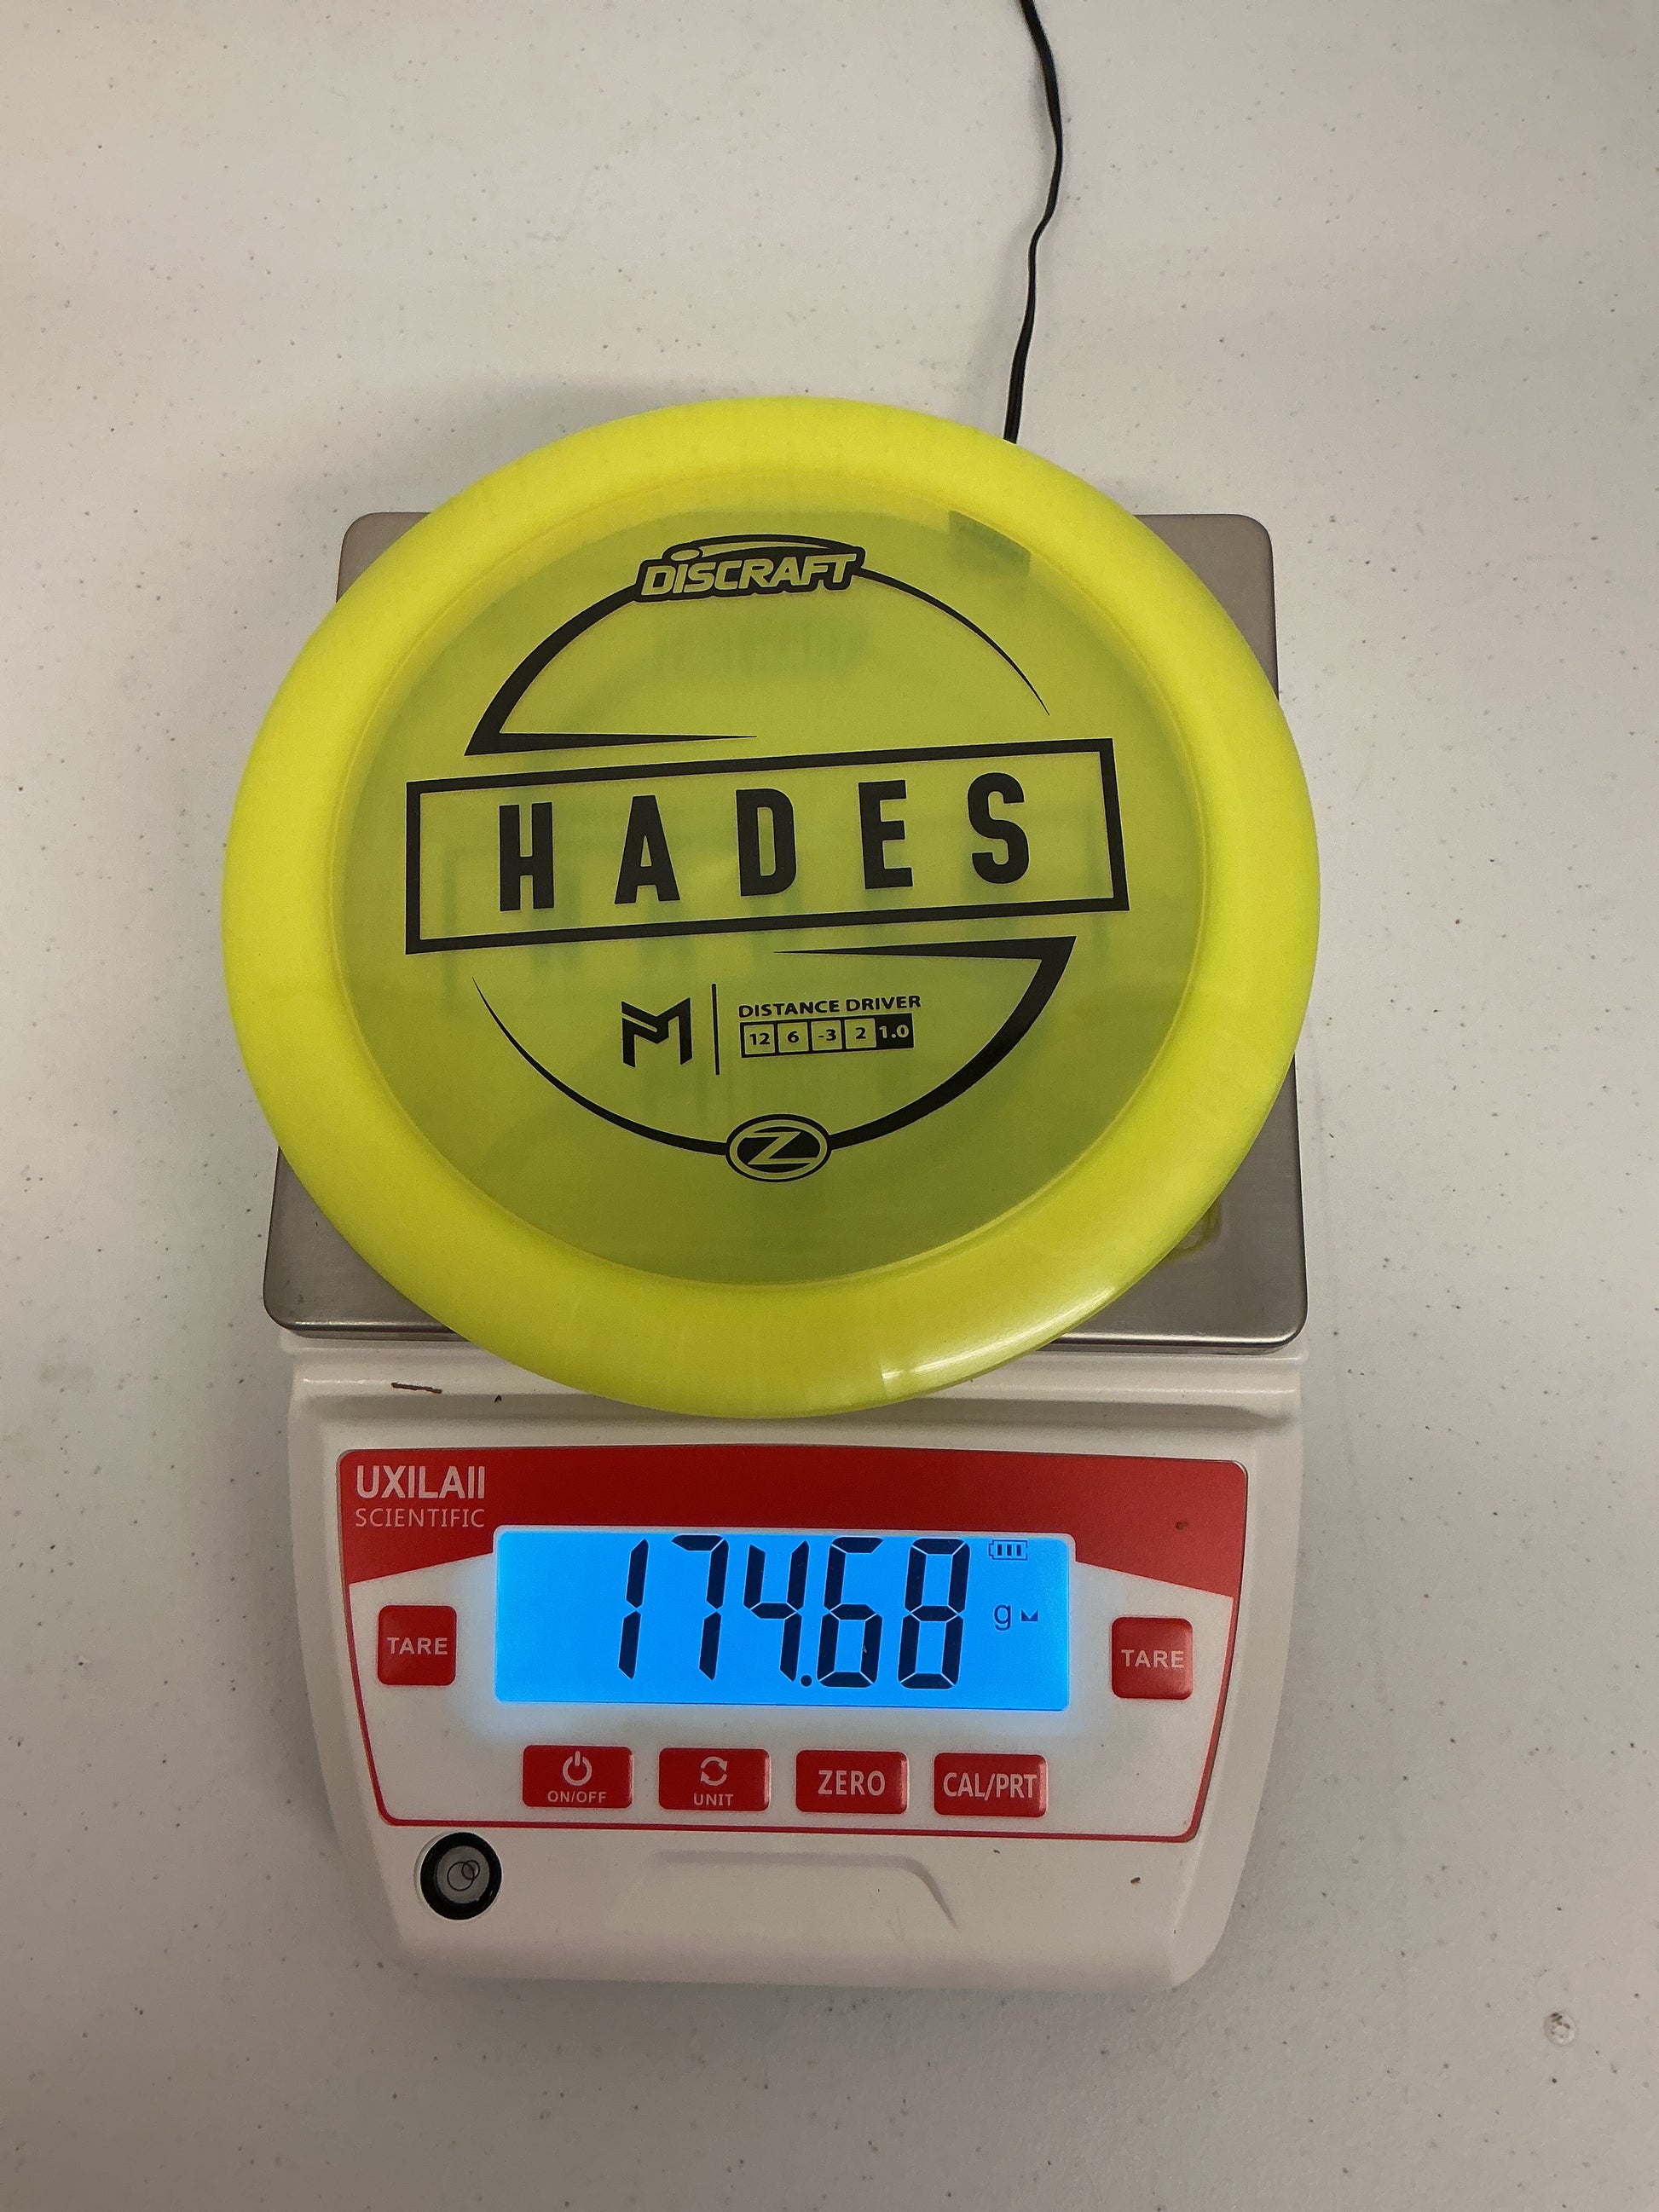 DISCRAFT
HADES
DISTANCE DRIVER
12 6 -3 2 1.0
Z
UXILAII
SCIENTIFIC
174.68 g
TARE
TARE
ON/OFF
UNIT
ZERO
CAL/PRT